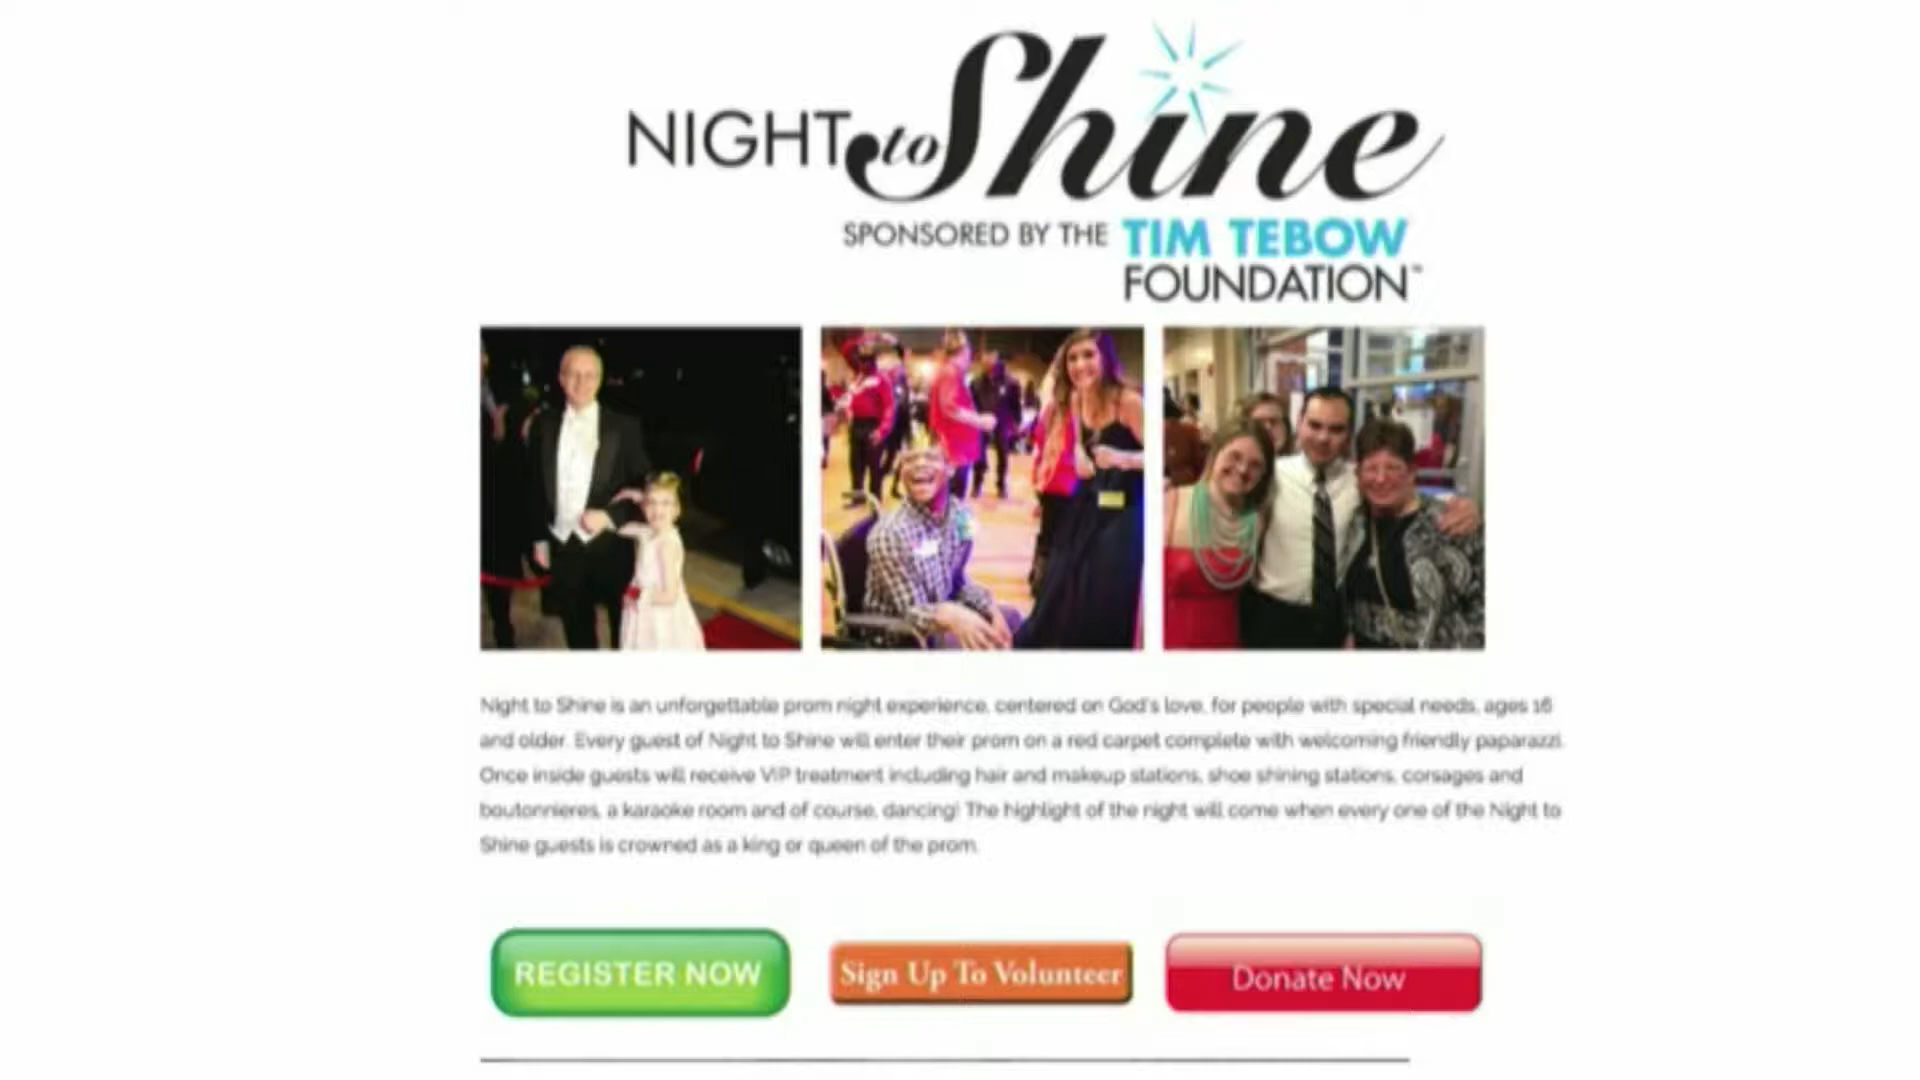 NIGHT to Shine
SPONSORED BY THE TIM TEBOW
FOUNDATION™
Night to Shine is an unforgettable prom night experience, centered on God's love, for people with special needs, ages 16
and older. Every guest of Night to Shine will enter their prom on a red carpet complete with welcoming friendly paparazzi.
Once inside guests will receive VIP treatment including hair and makeup stations, shoe shining stations, corsages and
boutonnieres, a karaoke room and of course, dancing! The highlight of the night will come when every one of the Night to
Shine guests is crowned as a king or queen of the prom.
REGISTER NOW
Sign Up To Volunteer
Donate Now